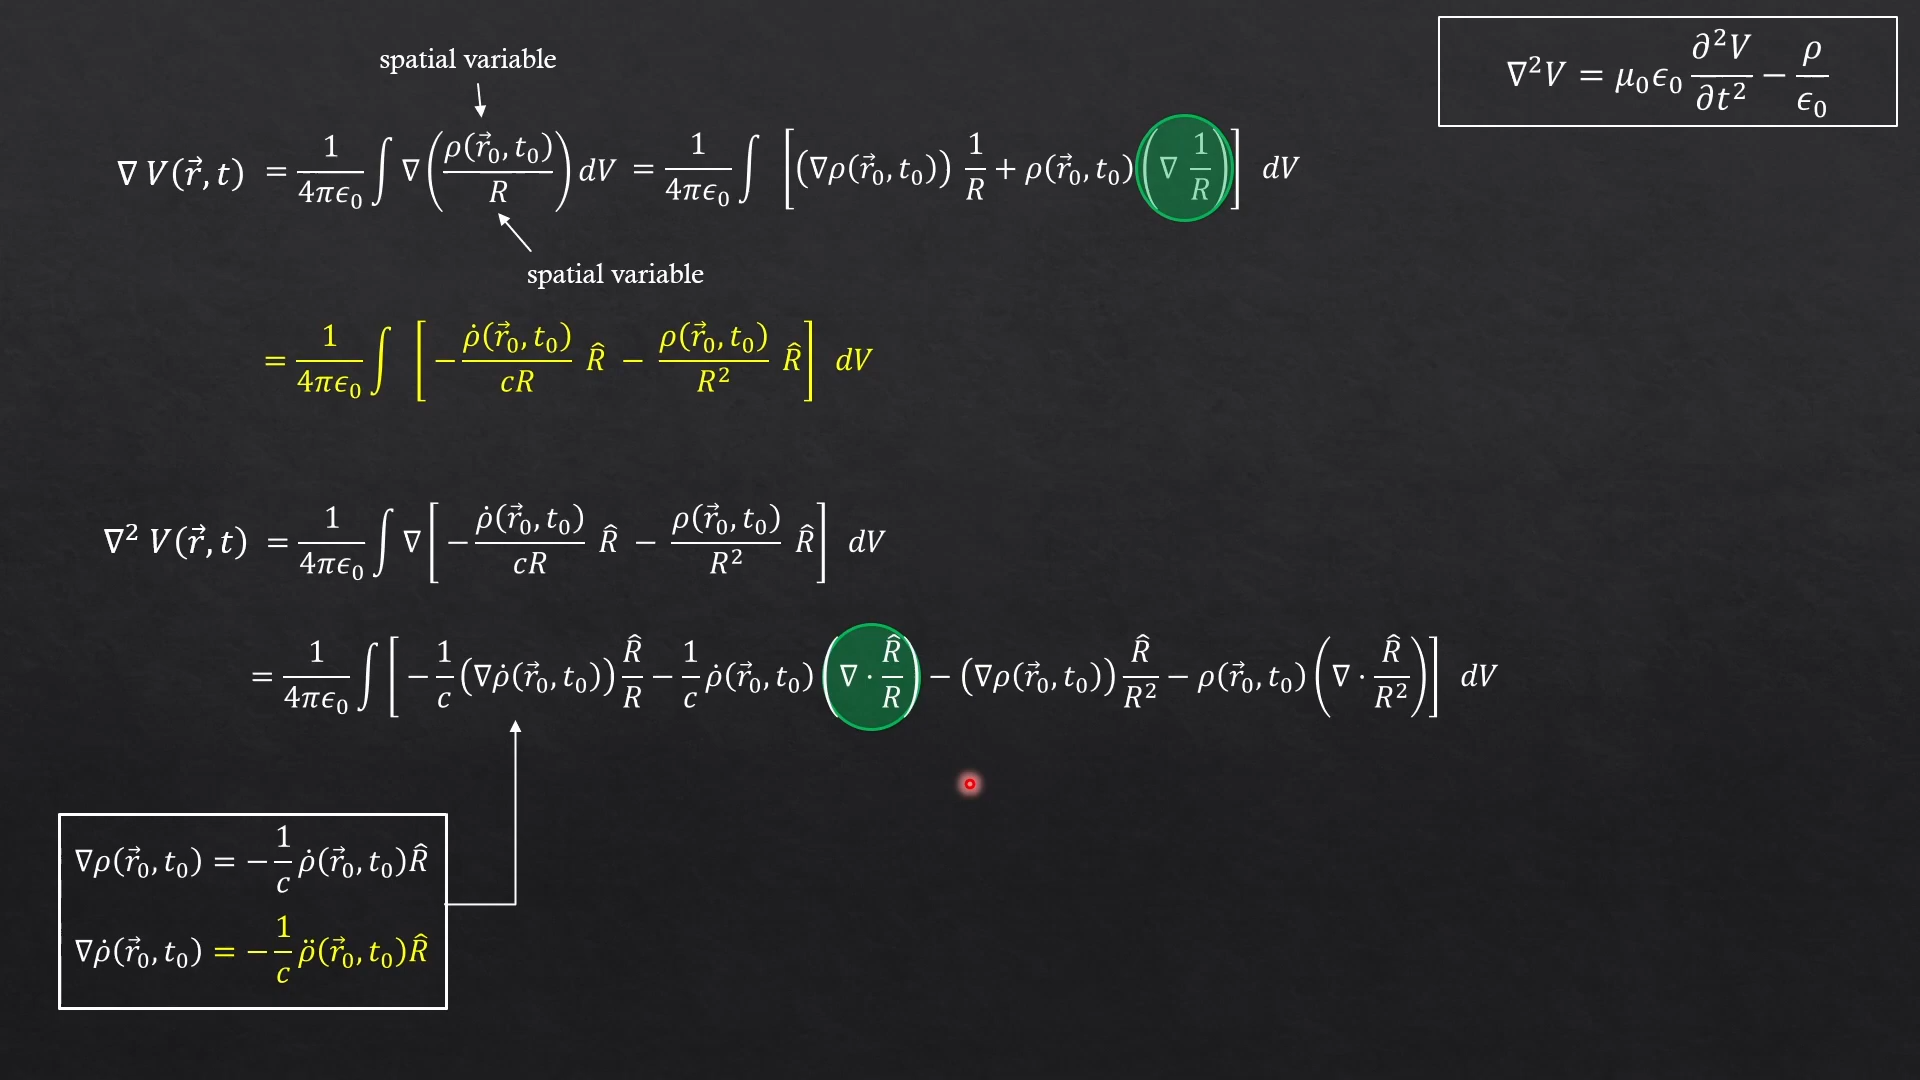 spatial variable
∇²V = μ₀ϵ₀ ∂²V/∂t² − ρ/ϵ₀
∇ V(r⃗, t) = 1/4πϵ₀ ∫ ∇(ρ(r⃗₀, t₀)/R) dV = 1/4πϵ₀ ∫ [(∇ρ(r⃗₀, t₀)) 1/R + ρ(r⃗₀, t₀)(∇ 1/R)] dV
spatial variable
= 1/4πϵ₀ ∫ [− ρ̇(r⃗₀, t₀)/cR R̂ − ρ(r⃗₀, t₀)/R² R̂] dV
∇² V(r⃗, t) = 1/4πϵ₀ ∫ ∇[− ρ̇(r⃗₀, t₀)/cR R̂ − ρ(r⃗₀, t₀)/R² R̂] dV
= 1/4πϵ₀ ∫ [− 1/c (∇ρ̇(r⃗₀, t₀)) R̂/R − 1/c ρ̇(r⃗₀, t₀)(∇ · R̂/R) − (∇ρ(r⃗₀, t₀)) R̂/R² − ρ(r⃗₀, t₀)(∇ · R̂/R²)] dV
∇ρ(r⃗₀, t₀) = − 1/c ρ̇(r⃗₀, t₀)R̂
∇ρ̇(r⃗₀, t₀) = − 1/c ρ̈(r⃗₀, t₀)R̂